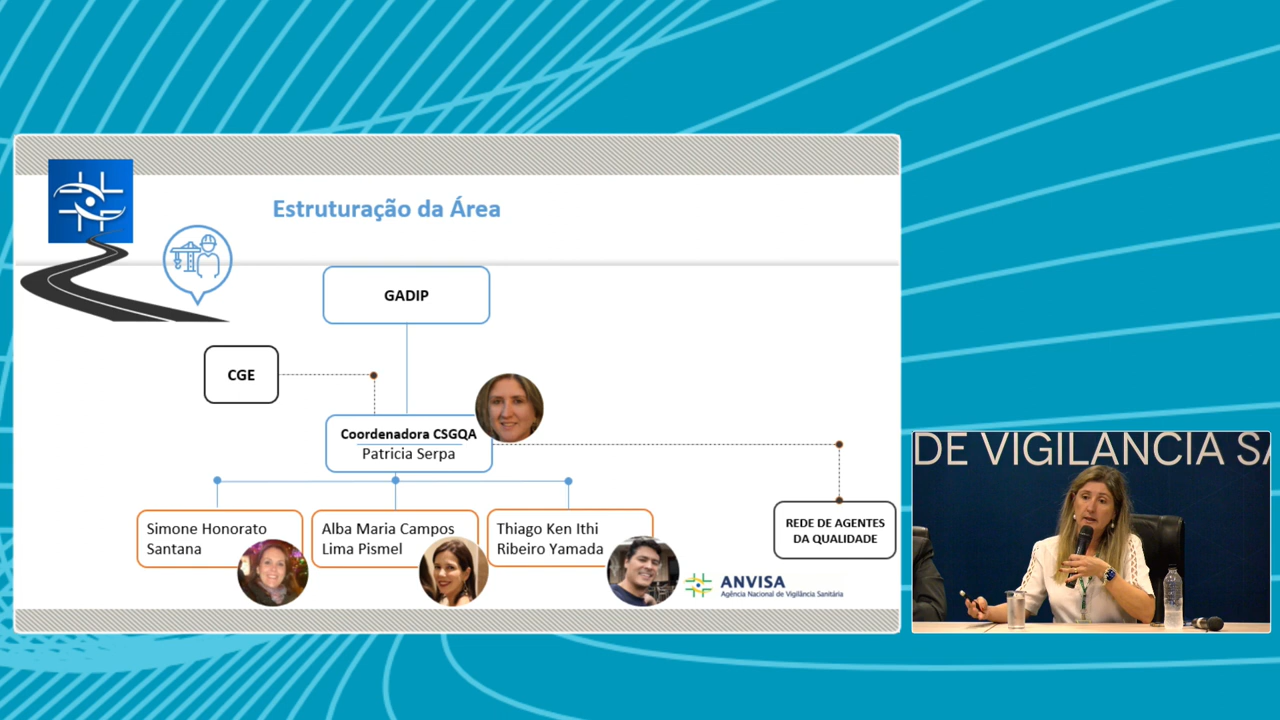 Estruturação da Área
GADIP
CGE
Coordenadora CSGQA
Patricia Serpa
Simone Honorato
Santana
Alba Maria Campos
Lima Pismel
Thiago Ken Ithi
Ribeiro Yamada
REDE DE AGENTES
DA QUALIDADE
ANVISA
Agência Nacional de Vigilância Sanitária
DE VIGILANCIA SA